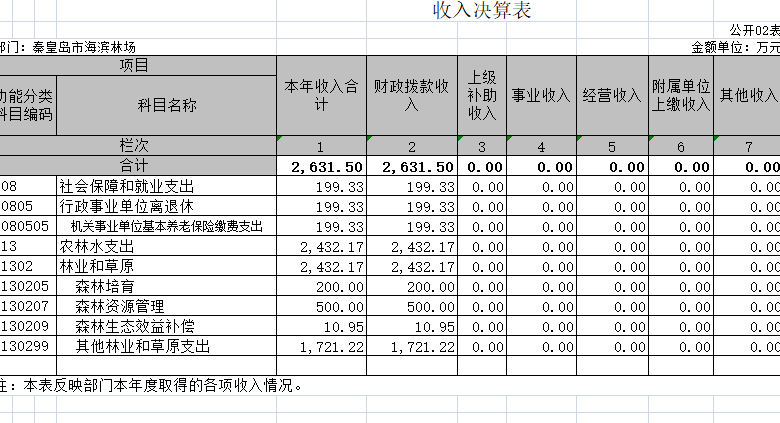 收入决算表
公开02表
部门：秦皇岛市海滨林场 金额单位：万元
项目 本年收入合计 财政拨款收入 上级补助收入 事业收入 经营收入 附属单位上缴收入 其他收入
功能分类科目编码 科目名称
栏次 1 2 3 4 5 6 7
合计 2,631.50 2,631.50 0.00 0.00 0.00 0.00 0.00
08 社会保障和就业支出 199.33 199.33 0.00 0.00 0.00 0.00 0.00
0805 行政事业单位离退休 199.33 199.33 0.00 0.00 0.00 0.00 0.00
080505 机关事业单位基本养老保险缴费支出 199.33 199.33 0.00 0.00 0.00 0.00 0.00
13 农林水支出 2,432.17 2,432.17 0.00 0.00 0.00 0.00 0.00
1302 林业和草原 2,432.17 2,432.17 0.00 0.00 0.00 0.00 0.00
130205 森林培育 200.00 200.00 0.00 0.00 0.00 0.00 0.00
130207 森林资源管理 500.00 500.00 0.00 0.00 0.00 0.00 0.00
130209 森林生态效益补偿 10.95 10.95 0.00 0.00 0.00 0.00 0.00
130299 其他林业和草原支出 1,721.22 1,721.22 0.00 0.00 0.00 0.00 0.00
注：本表反映部门本年度取得的各项收入情况。